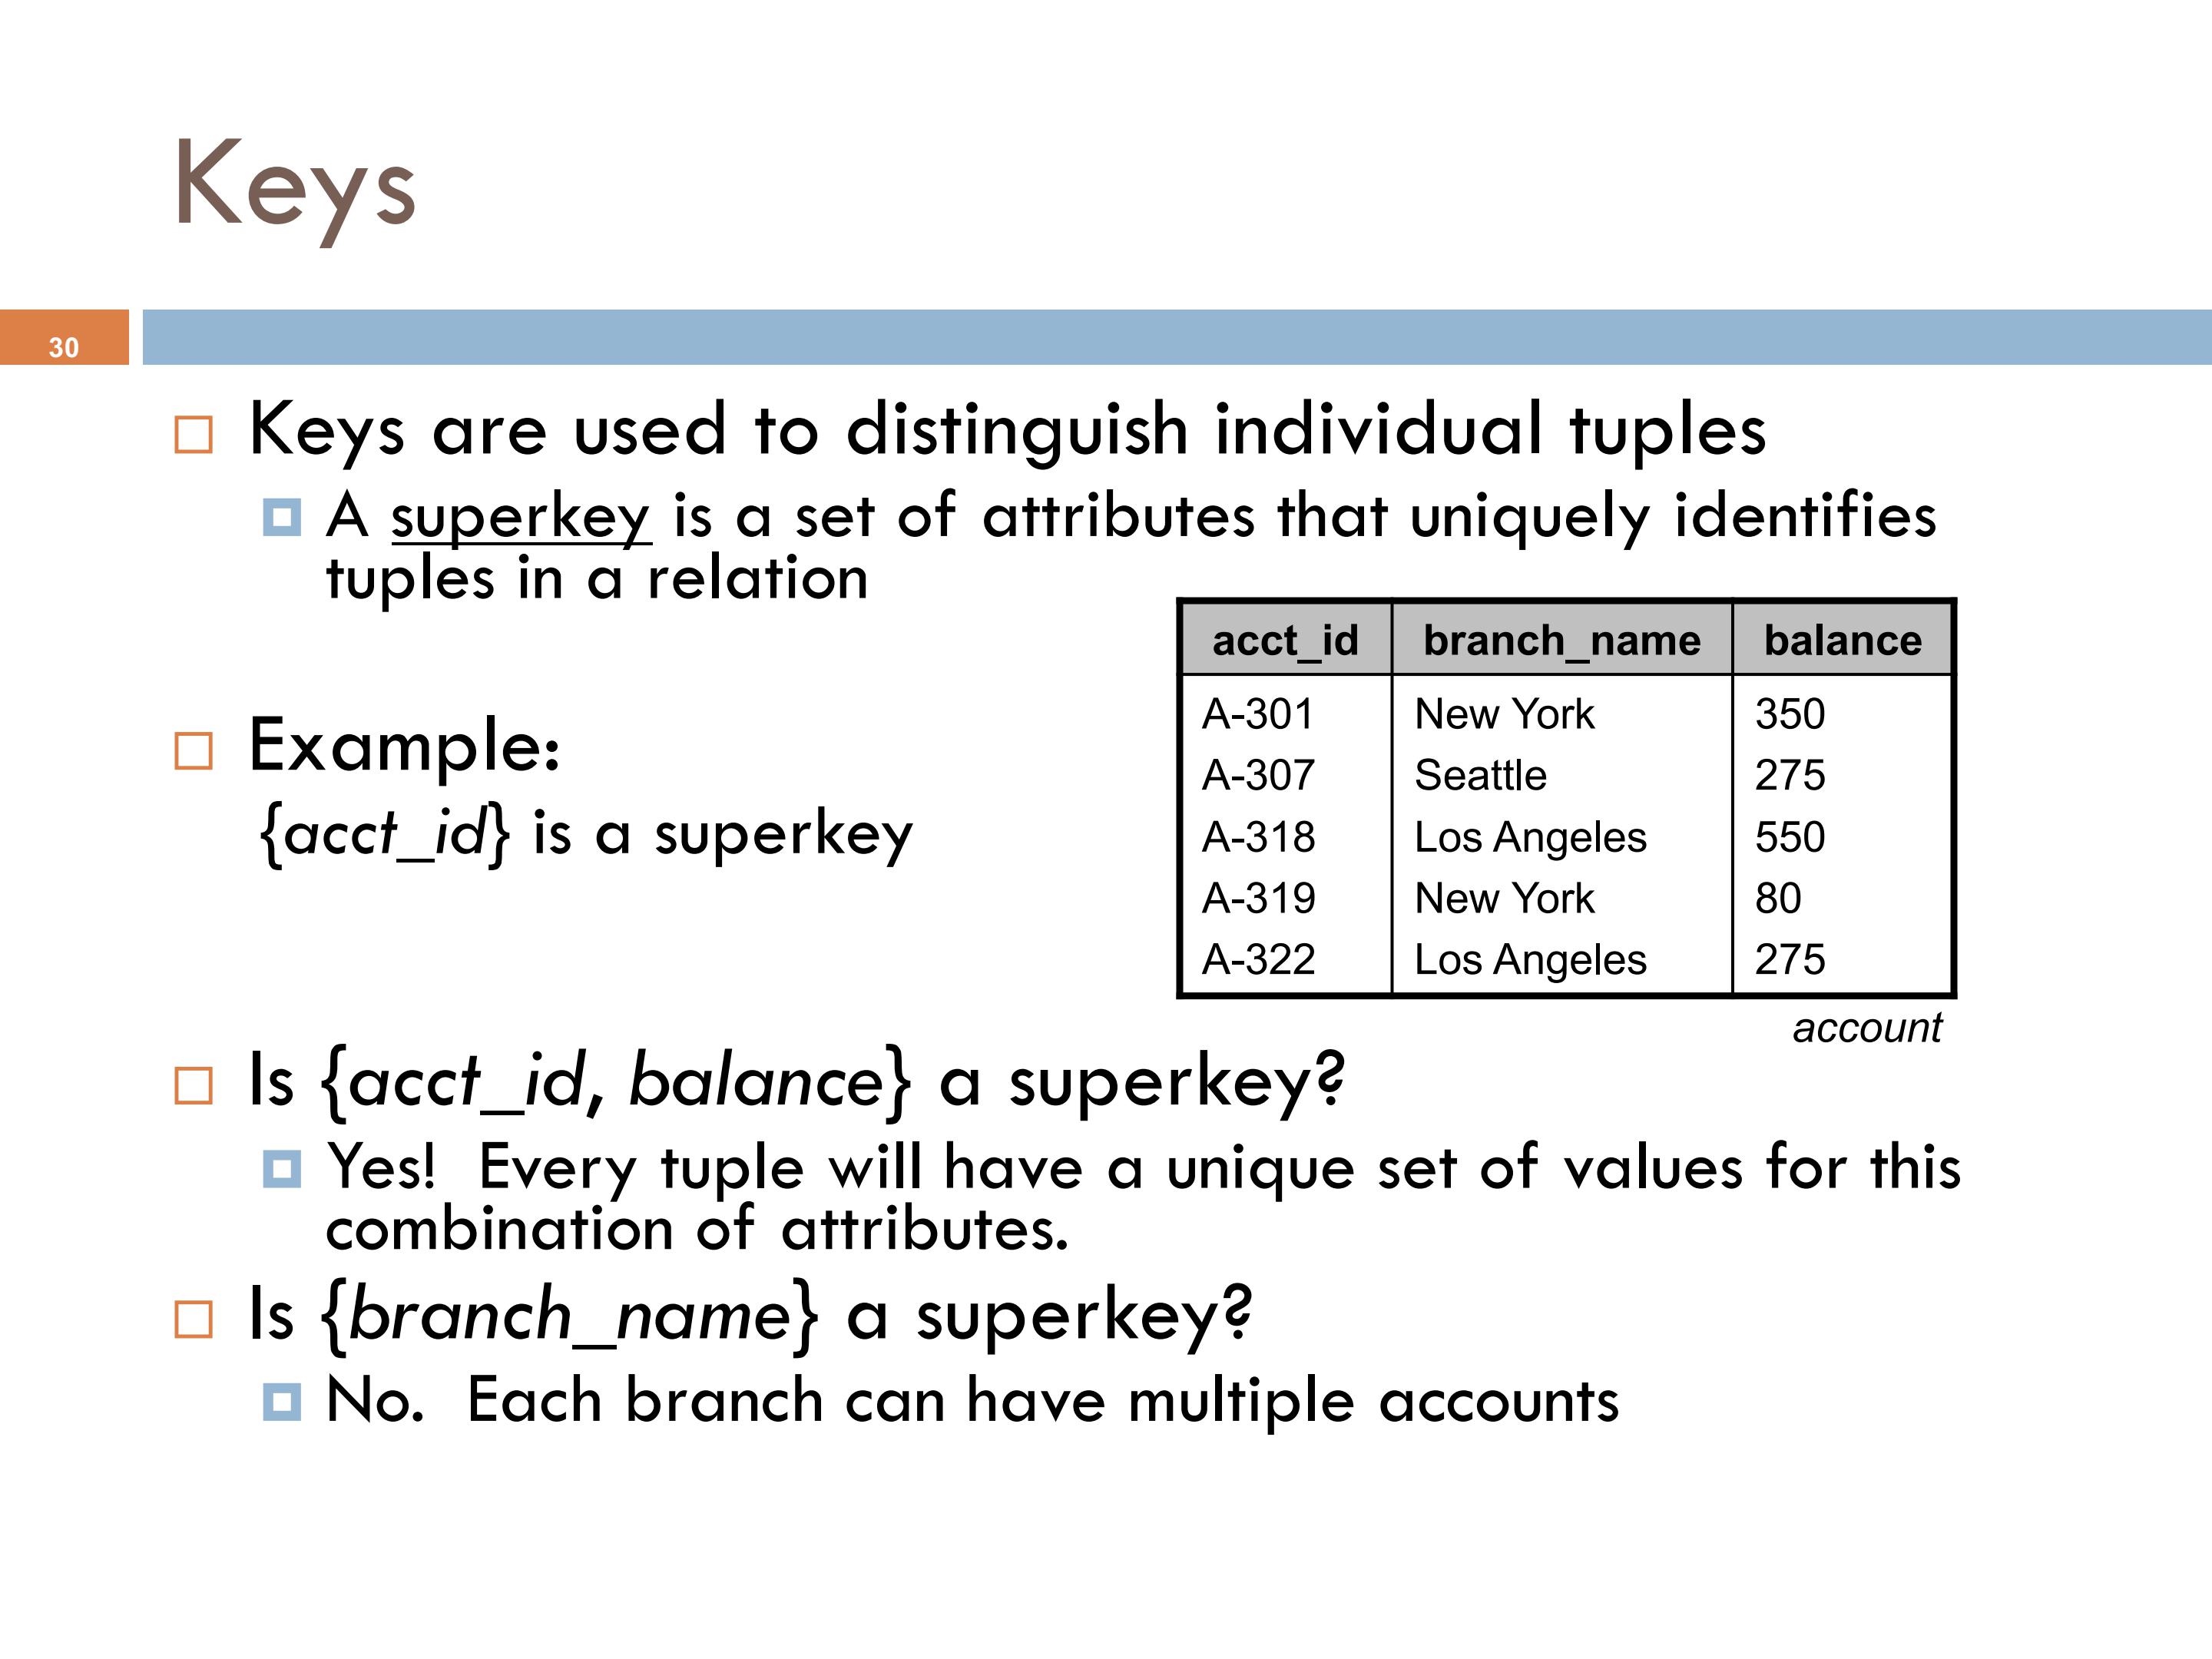 Keys
30
Keys are used to distinguish individual tuples
A superkey is a set of attributes that uniquely identifies
tuples in a relation
Example:
{acct_id} is a superkey
acct_id branch_name balance
A-301 New York 350
A-307 Seattle 275
A-318 Los Angeles 550
A-319 New York 80
A-322 Los Angeles 275
account
Is {acct_id, balance} a superkey?
Yes! Every tuple will have a unique set of values for this
combination of attributes.
Is {branch_name} a superkey?
No. Each branch can have multiple accounts